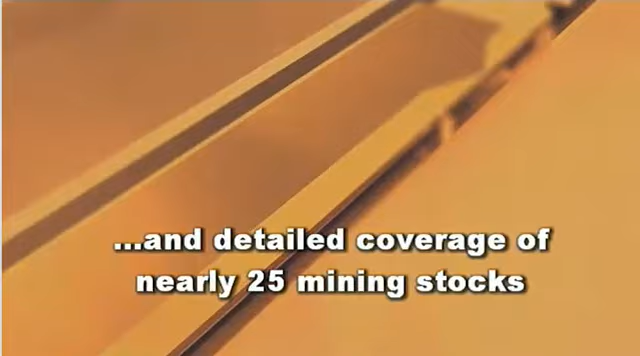 ...and detailed coverage of
nearly 25 mining stocks